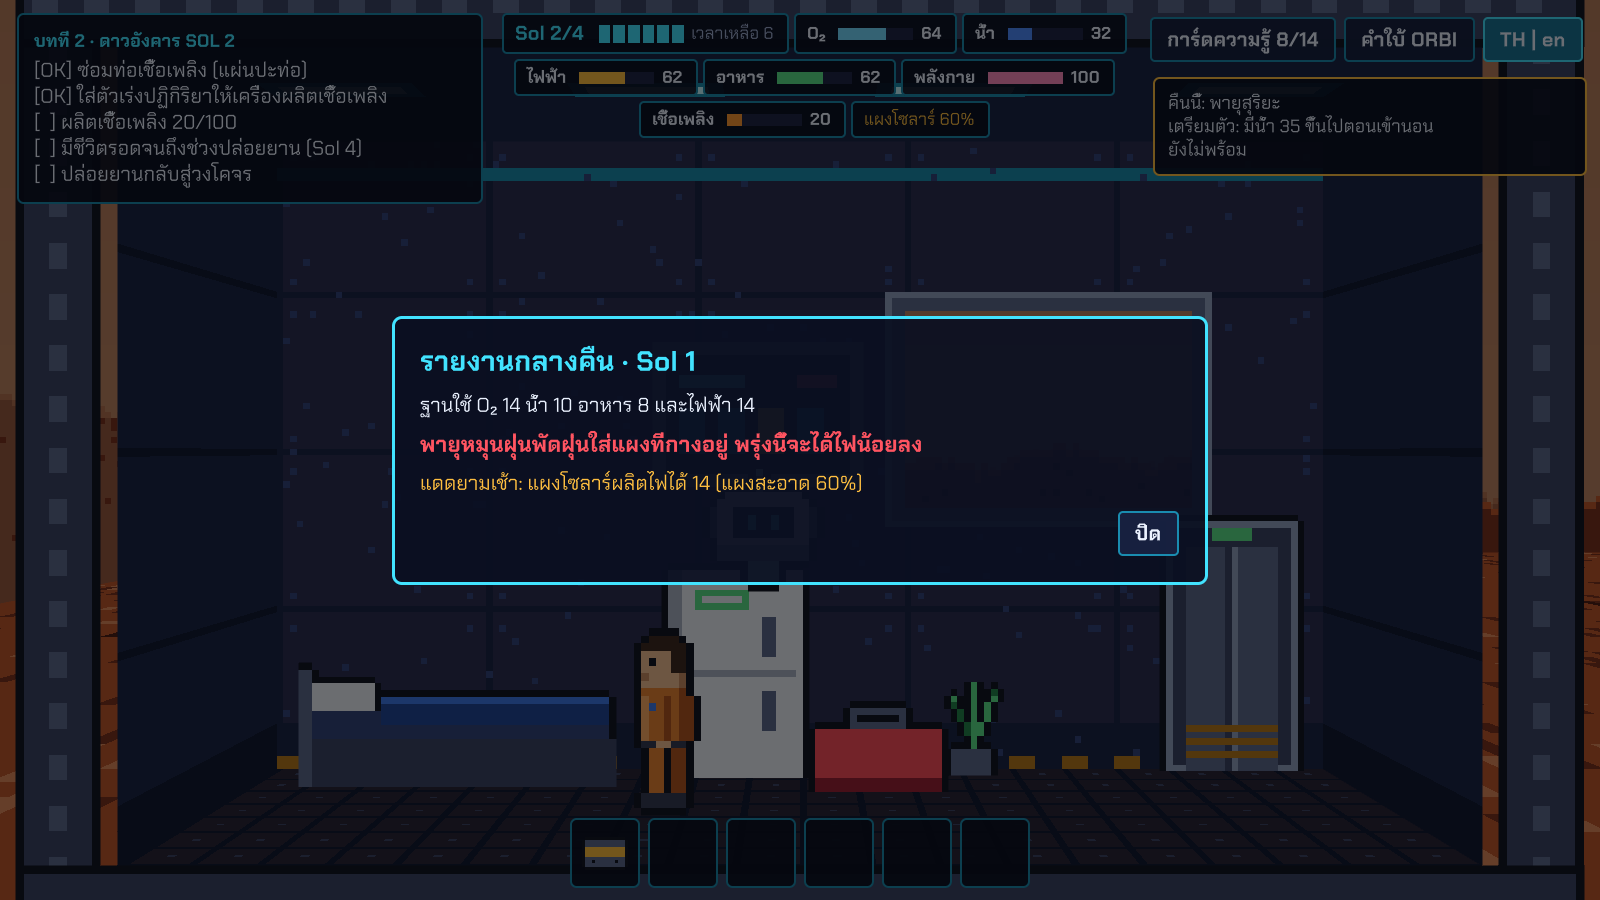 บทที่ 2 · ดาวอังคาร SOL 2
[OK] ซ่อมท่อเชื้อเพลิง (แผ่นปะท่อ)
[OK] ใส่ตัวเร่งปฏิกิริยาให้เครื่องผลิตเชื้อเพลิง
[ ] ผลิตเชื้อเพลิง 20/100
[ ] มีชีวิตรอดจนถึงช่วงปล่อยยาน (Sol 4)
[ ] ปล่อยยานกลับสู่วงโคจร
Sol 2/4 เวลาเหลือ 6
O₂ 64
น้ำ 32
ไฟฟ้า 62
อาหาร 62
พลังกาย 100
เชื้อเพลิง 20
แผงโซลาร์ 60%
การ์ดความรู้ 8/14
คำใบ้ ORBI
TH | en
คืนนี้: พายุสุริยะ
เตรียมตัว: มีน้ำ 35 ขึ้นไปตอนเข้านอน
ยังไม่พร้อม
รายงานกลางคืน · Sol 1
ฐานใช้ O₂ 14 น้ำ 10 อาหาร 8 และไฟฟ้า 14
พายุหมุนฝุ่นพัดฝุ่นใส่แผงที่กางอยู่ พรุ่งนี้จะได้ไฟน้อยลง
แดดยามเช้า: แผงโซลาร์ผลิตไฟได้ 14 (แผงสะอาด 60%)
ปิด